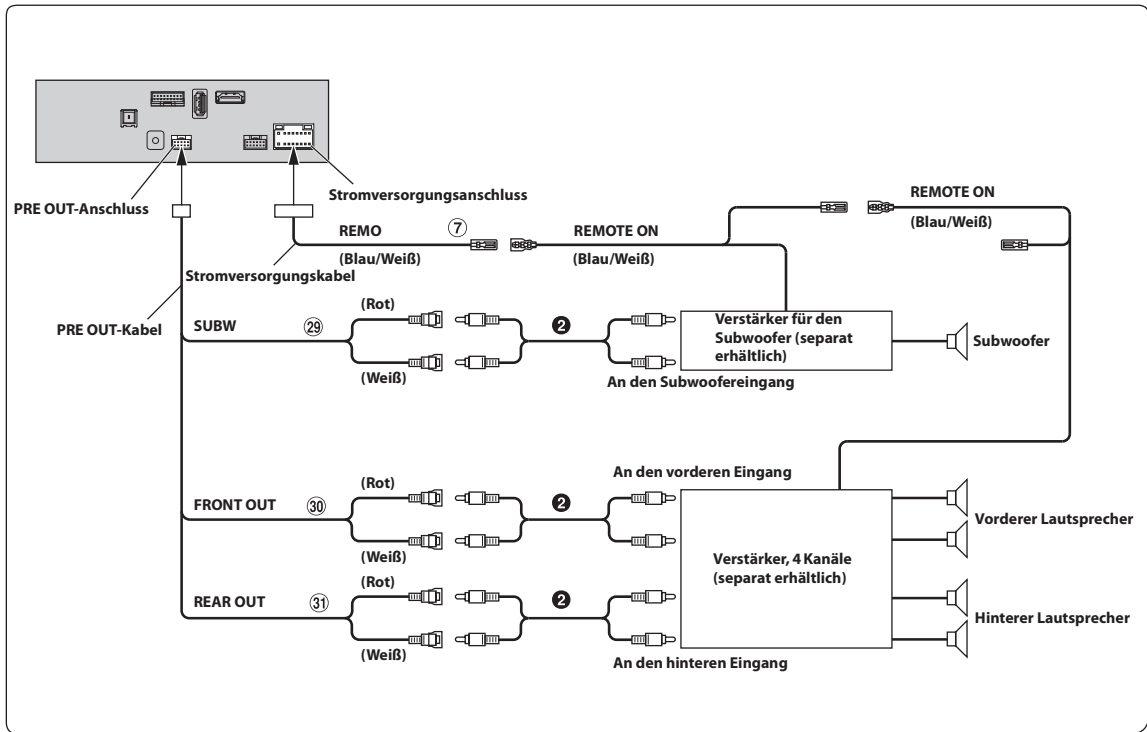 Stromversorgungsanschluss
PRE OUT-Anschluss
REMO
⑦
(Blau/Weiß)
REMOTE ON
(Blau/Weiß)
REMOTE ON
(Blau/Weiß)
Stromversorgungskabel
PRE OUT-Kabel
SUBW
㉙
(Rot)
(Weiß)
❷
Verstärker für den
Subwoofer (separat
erhältlich)
Subwoofer
An den Subwoofereingang
FRONT OUT
㉚
(Rot)
(Weiß)
❷
An den vorderen Eingang
Verstärker, 4 Kanäle
(separat erhältlich)
Vorderer Lautsprecher
REAR OUT
㉛
(Rot)
(Weiß)
❷
An den hinteren Eingang
Hinterer Lautsprecher